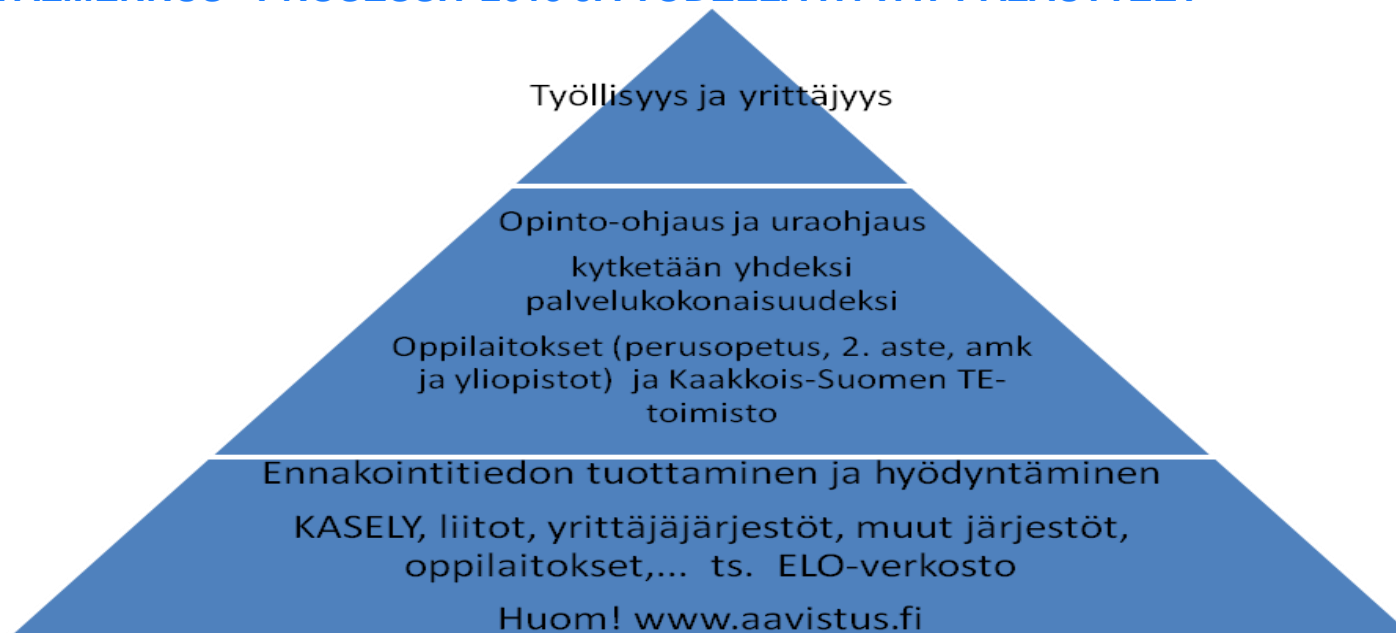 Työllisyys ja yrittäjyys
Opinto-ohjaus ja uraohjaus
kytketään yhdeksi
palvelukokonaisuudeksi
Oppilaitokset (perusopetus, 2. aste, amk
ja yliopistot) ja Kaakkois-Suomen TE-
toimisto
Ennakointitiedon tuottaminen ja hyödyntäminen
KASELY, liitot, yrittäjäjärjestöt, muut järjestöt,
oppilaitokset,... ts. ELO-verkosto
Huom! www.aavistus.fi